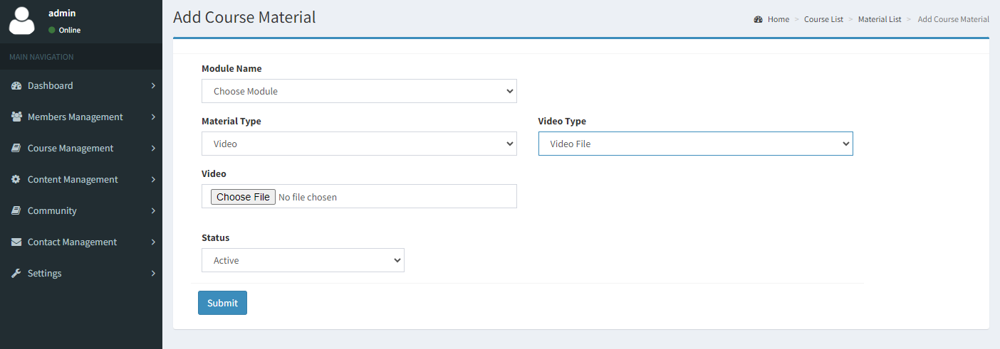 admin
Online
MAIN NAVIGATION
Dashboard
Members Management
Course Management
Content Management
Community
Contact Management
Settings
Add Course Material
Home > Course List > Material List > Add Course Material
Module Name
Choose Module
Material Type
Video
Video Type
Video File
Video
Choose File No file chosen
Status
Active
Submit